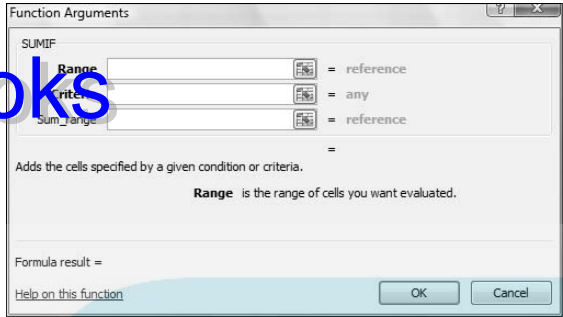 Function Arguments
SUMIF
Range = reference
Criteria = any
Sum_range = reference
=
Adds the cells specified by a given condition or criteria.
Range is the range of cells you want evaluated.
Formula result =
Help on this function
OK Cancel
oks